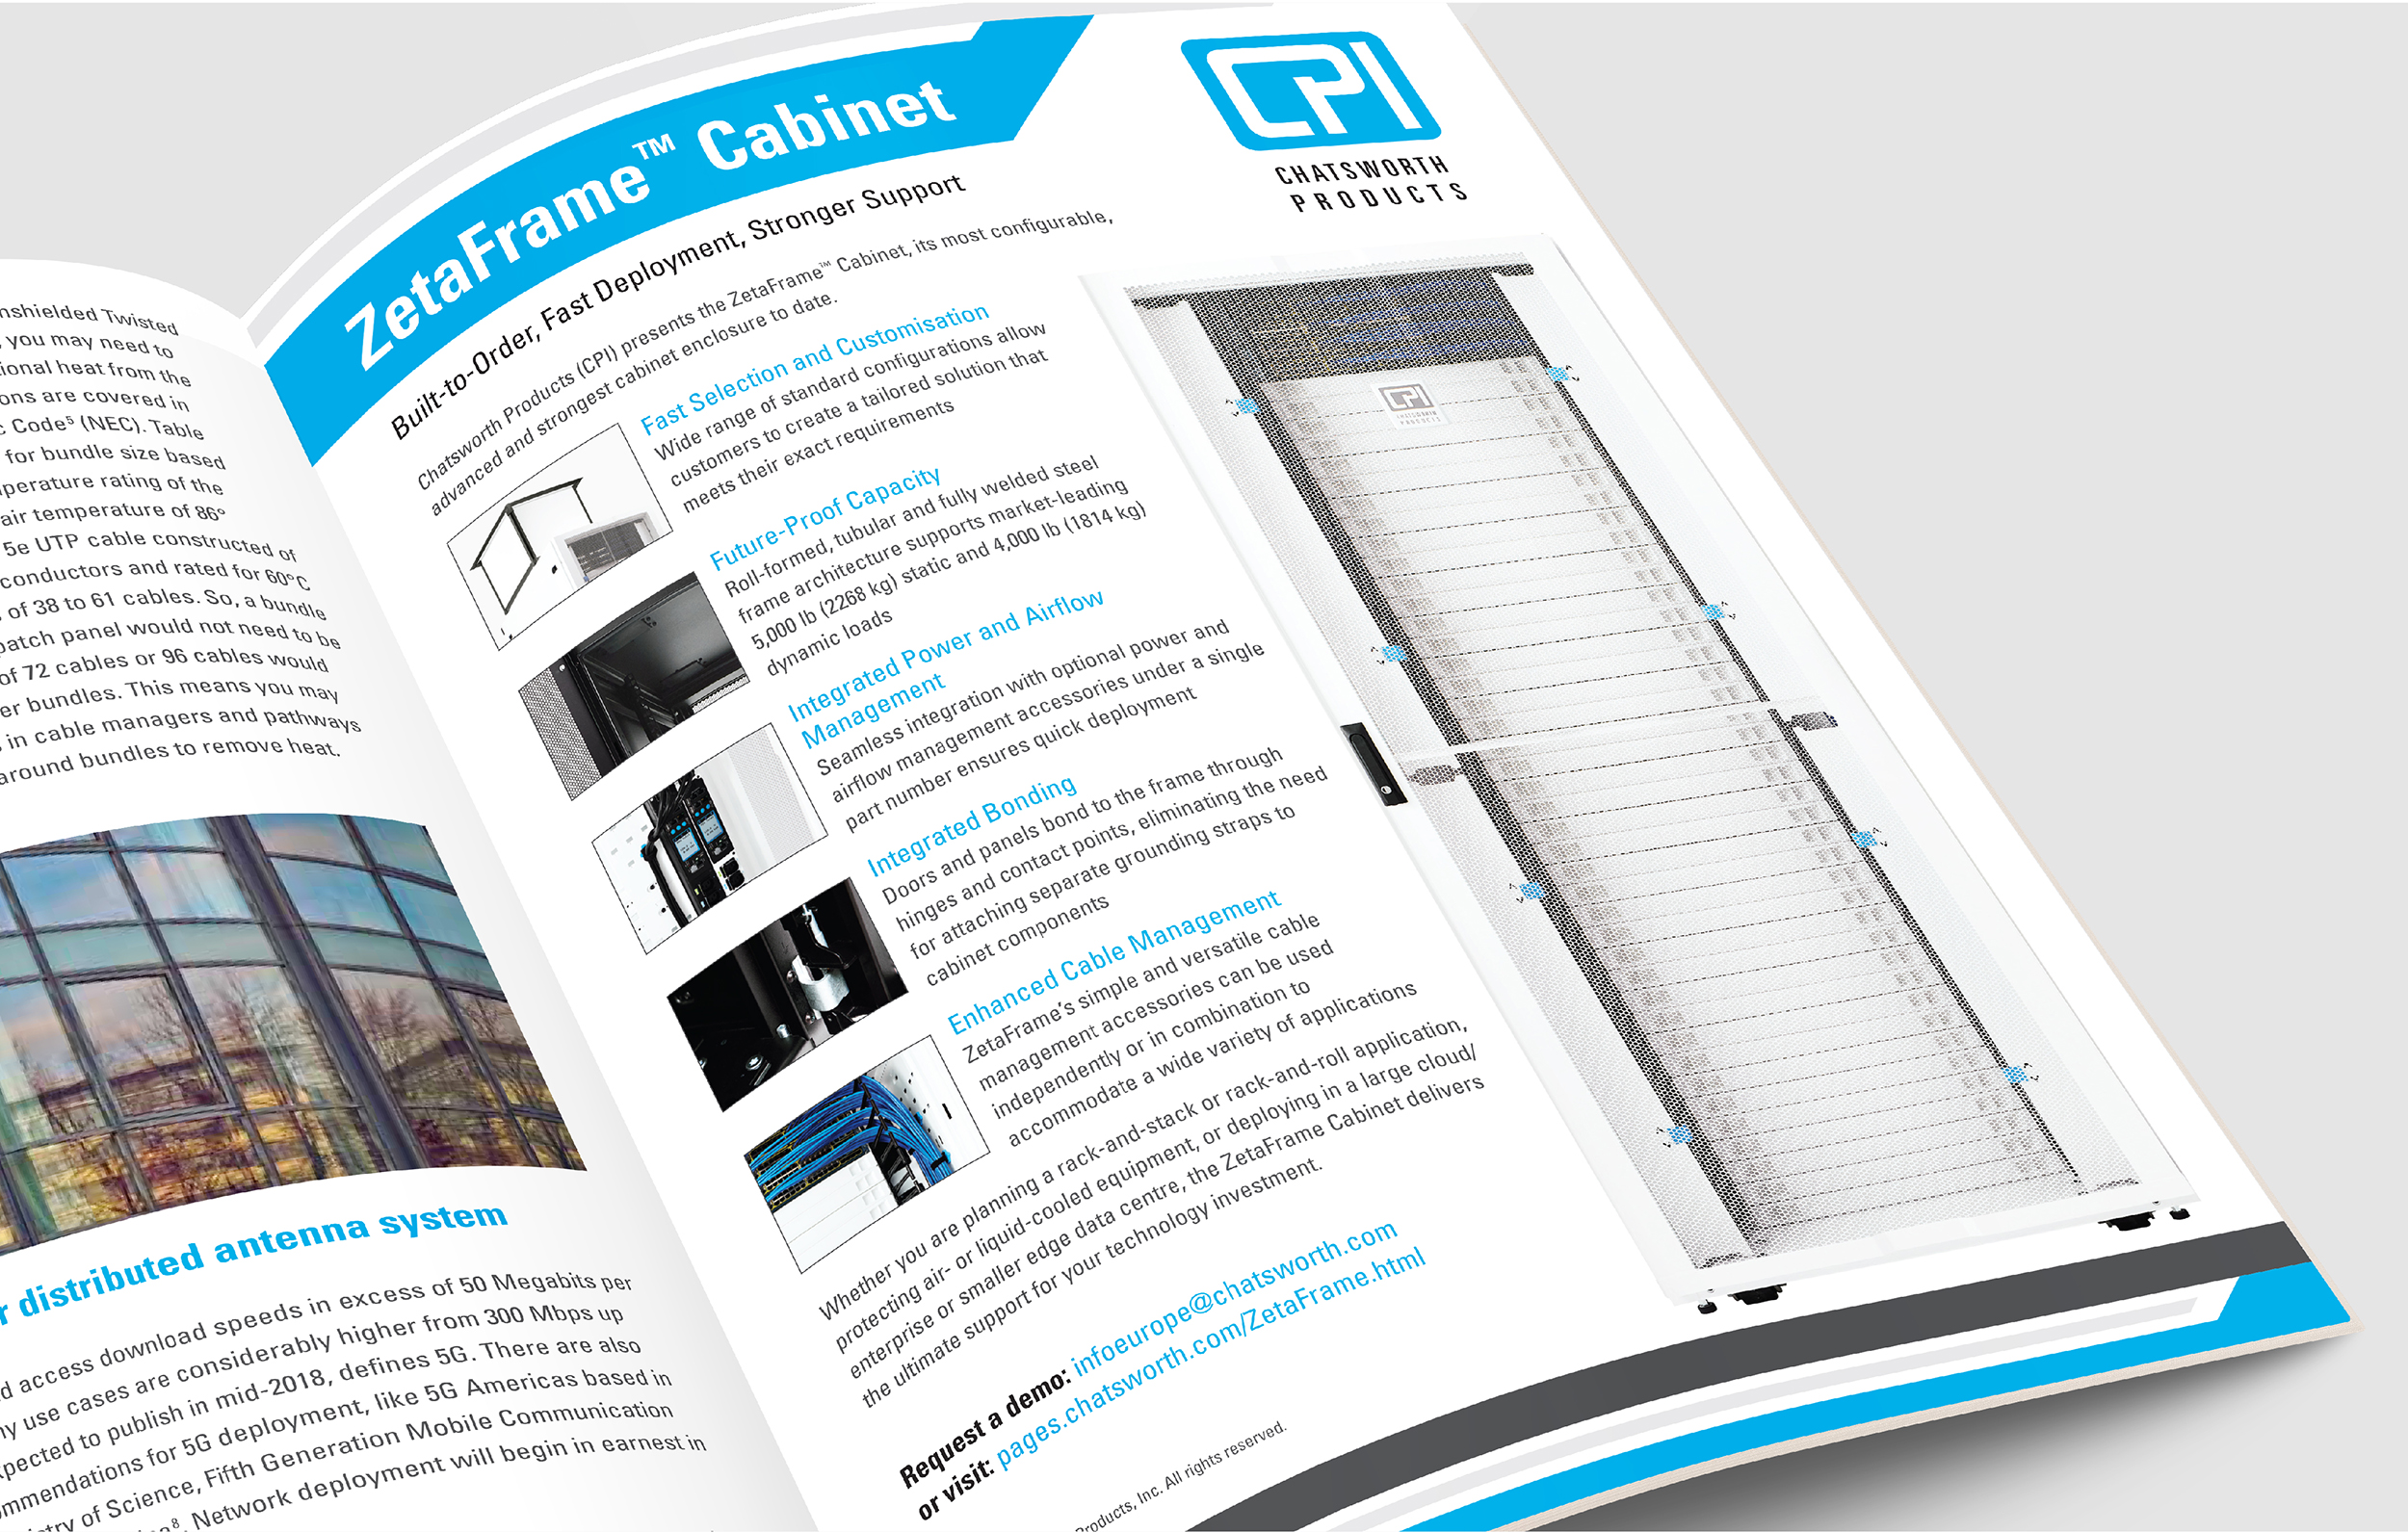 nshielded Twisted
, you may need to
tional heat from the
ons are covered in
c Code⁵ (NEC). Table
for bundle size based
perature rating of the
air temperature of 86°
5e UTP cable constructed of
conductors and rated for 60°C
of 38 to 61 cables. So, a bundle
patch panel would not need to be
of 72 cables or 96 cables would
er bundles. This means you may
in cable managers and pathways
around bundles to remove heat.
r distributed antenna system
d access download speeds in excess of 50 Megabits per
ny use cases are considerably higher from 300 Mbps up
xpected to publish in mid-2018, defines 5G. There are also
ommendations for 5G deployment, like 5G Americas based in
istry of Science, Fifth Generation Mobile Communication
⁸. Network deployment will begin in earnest in
ZetaFrame™ Cabinet
CPI
CHATSWORTH
PRODUCTS
Built-to-Order, Fast Deployment, Stronger Support
Chatsworth Products (CPI) presents the ZetaFrame™ Cabinet, its most configurable,
advanced and strongest cabinet enclosure to date.
Fast Selection and Customisation
Wide range of standard configurations allow
customers to create a tailored solution that
meets their exact requirements
Future-Proof Capacity
Roll-formed, tubular and fully welded steel
frame architecture supports market-leading
5,000 lb (2268 kg) static and 4,000 lb (1814 kg)
dynamic loads
Integrated Power and Airflow
Management
Seamless integration with optional power and
airflow management accessories under a single
part number ensures quick deployment
Integrated Bonding
Doors and panels bond to the frame through
hinges and contact points, eliminating the need
for attaching separate grounding straps to
cabinet components
Enhanced Cable Management
ZetaFrame's simple and versatile cable
management accessories can be used
independently or in combination to
accommodate a wide variety of applications
Whether you are planning a rack-and-stack or rack-and-roll application,
protecting air- or liquid-cooled equipment, or deploying in a large cloud/
enterprise or smaller edge data centre, the ZetaFrame Cabinet delivers
the ultimate support for your technology investment.
Request a demo: infoeurope@chatsworth.com
or visit: pages.chatsworth.com/ZetaFrame.html
Products, Inc. All rights reserved.
CPI
CHATSWORTH
PRODUCTS